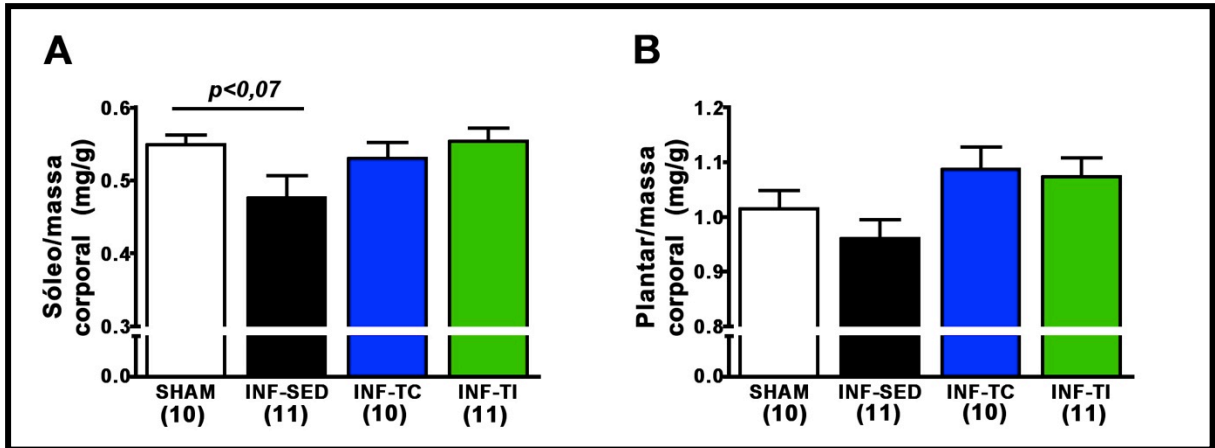 A
p<0,07
Sóleo/massa
corporal (mg/g)
0.6
0.5
0.4
0.3
0.0
SHAM
(10)
INF-SED
(11)
INF-TC
(10)
INF-TI
(11)
B
Plantar/massa
corporal (mg/g)
1.2
1.1
1.0
0.9
0.8
0.0
SHAM
(10)
INF-SED
(11)
INF-TC
(10)
INF-TI
(11)